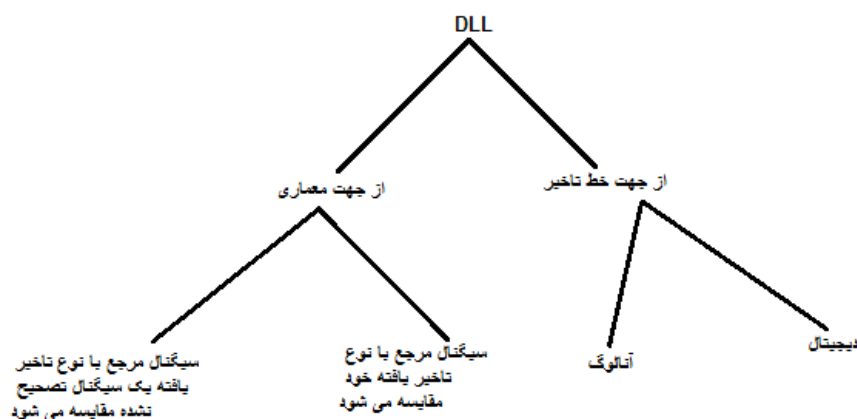 DLL
از جهت خط تاخیر
از جهت معماری
دیجیتال
آنالوگ
سیگنال مرجع با نوع
تاخیر یافته خود
مقایسه می شود
سیگنال مرجع با نوع تاخیر
یافته یک سیگنال تصحیح
نشده مقایسه می شود